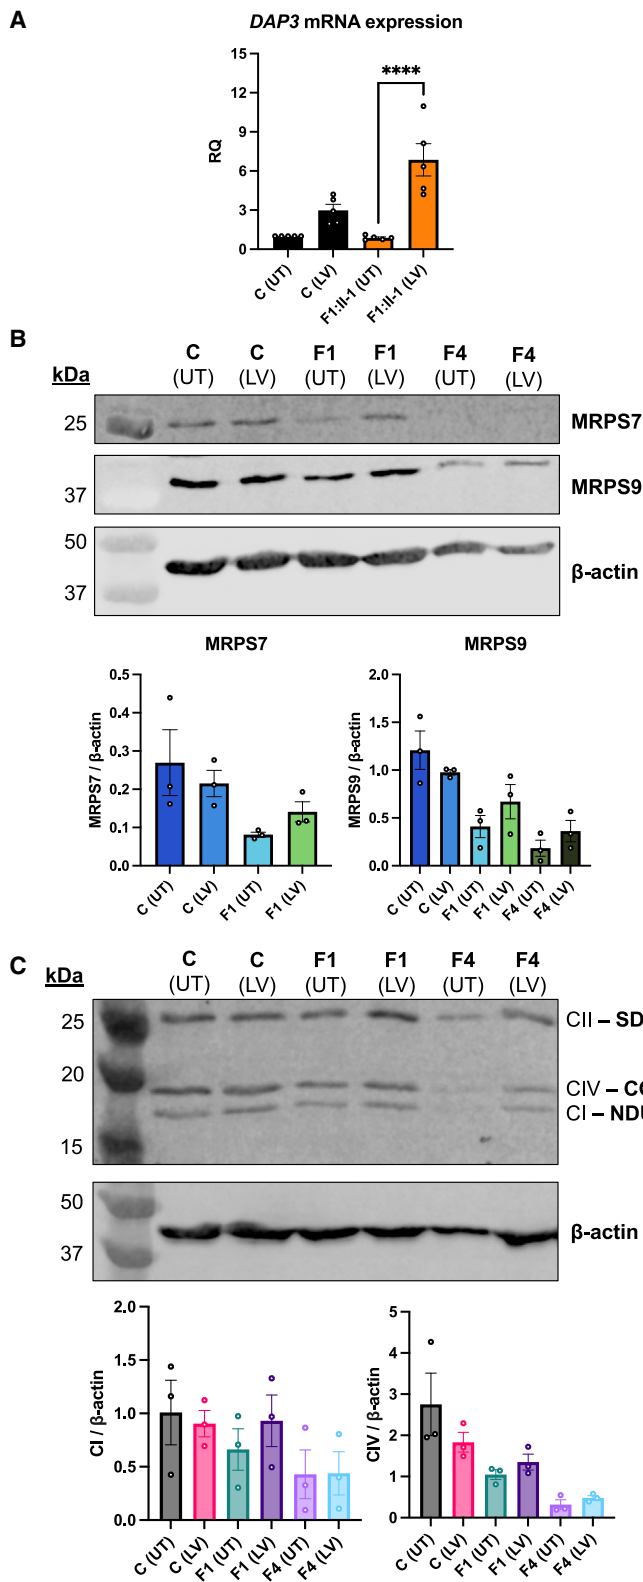 A
DAP3 mRNA expression
RQ
15
12
9
6
3
0
****
C (UT)
C (LV)
F1:II-1 (UT)
F1:II-1 (LV)
B
kDa
C (UT)
C (LV)
F1 (UT)
F1 (LV)
F4 (UT)
F4 (LV)
25
MRPS7
37
MRPS9
50
37
β-actin
MRPS7
MRPS7 / β-actin
0.5
0.4
0.3
0.2
0.1
0.0
C (UT)
C (LV)
F1 (UT)
F1 (LV)
MRPS9
MRPS9 / β-actin
2.0
1.5
1.0
0.5
0.0
C (UT)
C (LV)
F1 (UT)
F1 (LV)
F4 (UT)
F4 (LV)
C
kDa
C (UT)
C (LV)
F1 (UT)
F1 (LV)
F4 (UT)
F4 (LV)
25
20
15
CII – SD
CIV – CO
CI – NDU
50
37
β-actin
CI / β-actin
2.0
1.5
1.0
0.5
0.0
C (UT)
C (LV)
F1 (UT)
F1 (LV)
F4 (UT)
F4 (LV)
CIV / β-actin
5
4
3
2
1
0
C (UT)
C (LV)
F1 (UT)
F1 (LV)
F4 (UT)
F4 (LV)